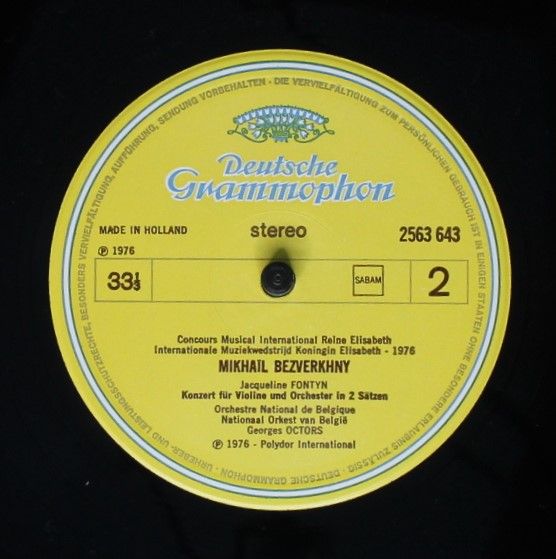 Deutsche
Grammophon
MADE IN HOLLAND
stereo
2563 643
℗ 1976
33⅓
SABAM
2
Concours Musical International Reine Elisabeth
Internationale Muziekwedstrijd Koningin Elisabeth - 1976
MIKHAÏL BEZVERKHNY
Jacqueline FONTYN
Konzert für Violine und Orchester in 2 Sätzen
Orchestre National de Belgique
Nationaal Orkest van België
Georges OCTORS
℗ 1976 - Polydor International
DEUTSCHE GRAMMOPHON · URHEBER- UND LEISTUNGSSCHUTZRECHTE, BESONDERS VERVIELFÄLTIGUNG, AUFFÜHRUNG, SENDUNG VORBEHALTEN · DIE VERVIELFÄLTIGUNG ZUM PERSÖNLICHEN GEBRAUCH IST IN EINIGEN STAATEN OHNE BESONDERE ERLAUBNIS ZULÄSSIG ·